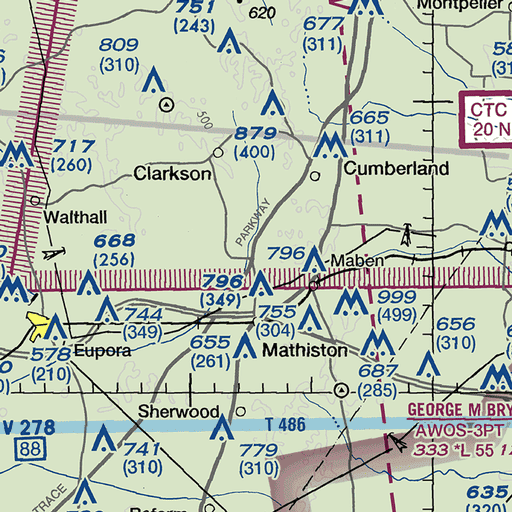 751
(243)
620
677
(311)
Montpelier
809
(310)
500
CTC
20 N
665
(311)
879
(400)
717
(260)
Clarkson
Cumberland
Walthall
PARKWAY
668
(256)
796
Maben
796
(349)
999
(499)
744
(349)
755
(304)
656
(310)
578
(210)
Eupora
655
(261)
Mathiston
687
(285)
Sherwood
GEORGE M BRY
V 278
T 486
AWOS-3PT
88
741
(310)
779
(310)
333 *L 55
TRACE
635
(320)